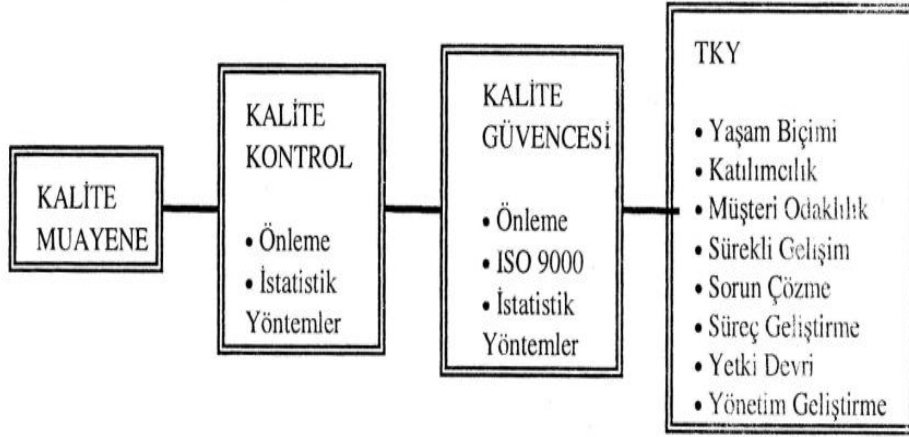 KALİTE
MUAYENE
KALİTE
KONTROL
• Önleme
• İstatistik
Yöntemler
KALİTE
GÜVENCESİ
• Önleme
• ISO 9000
• İstatistik
Yöntemler
TKY
• Yaşam Biçimi
• Katılımcılık
• Müşteri Odaklılık
• Sürekli Gelişim
• Sorun Çözme
• Süreç Geliştirme
• Yetki Devri
• Yönetim Geliştirme